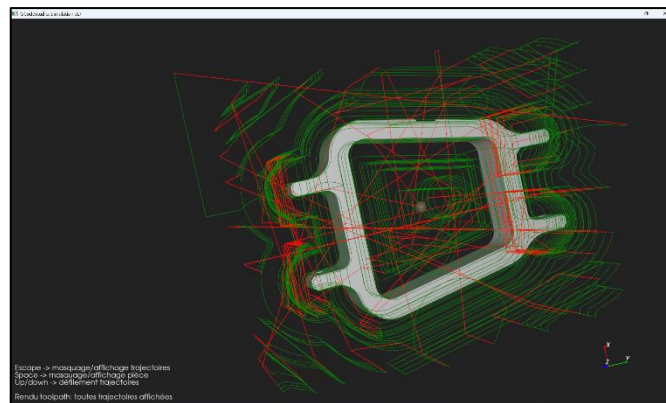 Escape -> masquage/affichage trajectoires
Space -> masquage/affichage pièce
Up/down -> défilement trajectoires
Rendu toolpath: toutes trajectoires affichées
X
Z
Y